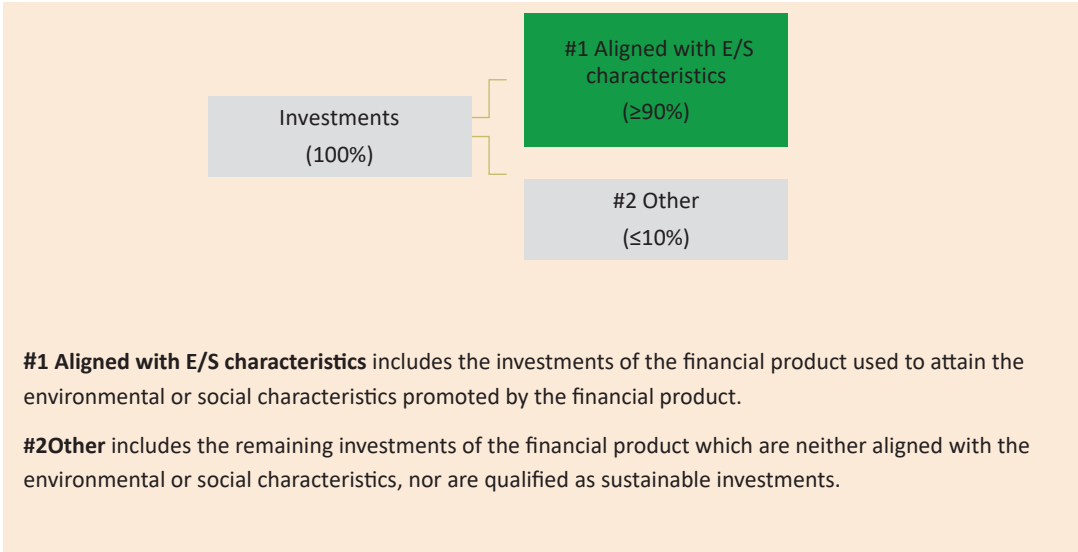 #1 Aligned with E/S
characteristics
(≥90%)
Investments
(100%)
#2 Other
(≤10%)
#1 Aligned with E/S characteristics includes the investments of the financial product used to attain the
environmental or social characteristics promoted by the financial product.
#2Other includes the remaining investments of the financial product which are neither aligned with the
environmental or social characteristics, nor are qualified as sustainable investments.